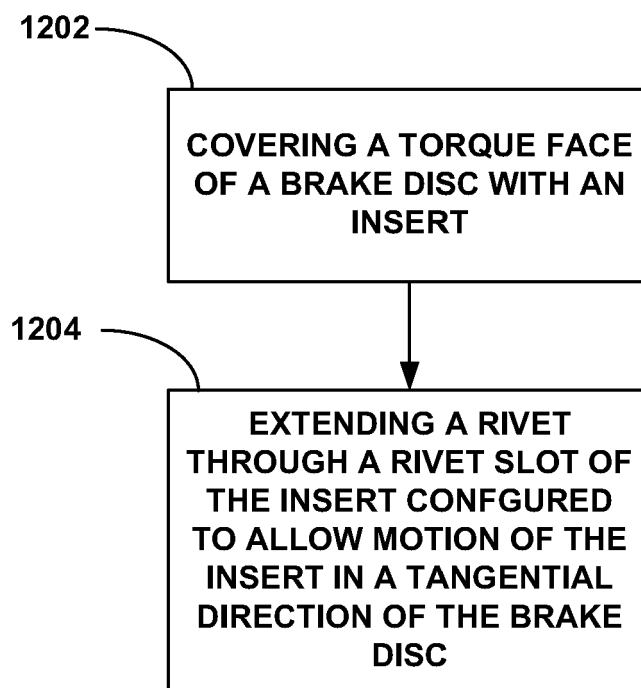 1202
COVERING A TORQUE FACE
OF A BRAKE DISC WITH AN
INSERT
1204
EXTENDING A RIVET
THROUGH A RIVET SLOT OF
THE INSERT CONFGURED
TO ALLOW MOTION OF THE
INSERT IN A TANGENTIAL
DIRECTION OF THE BRAKE
DISC